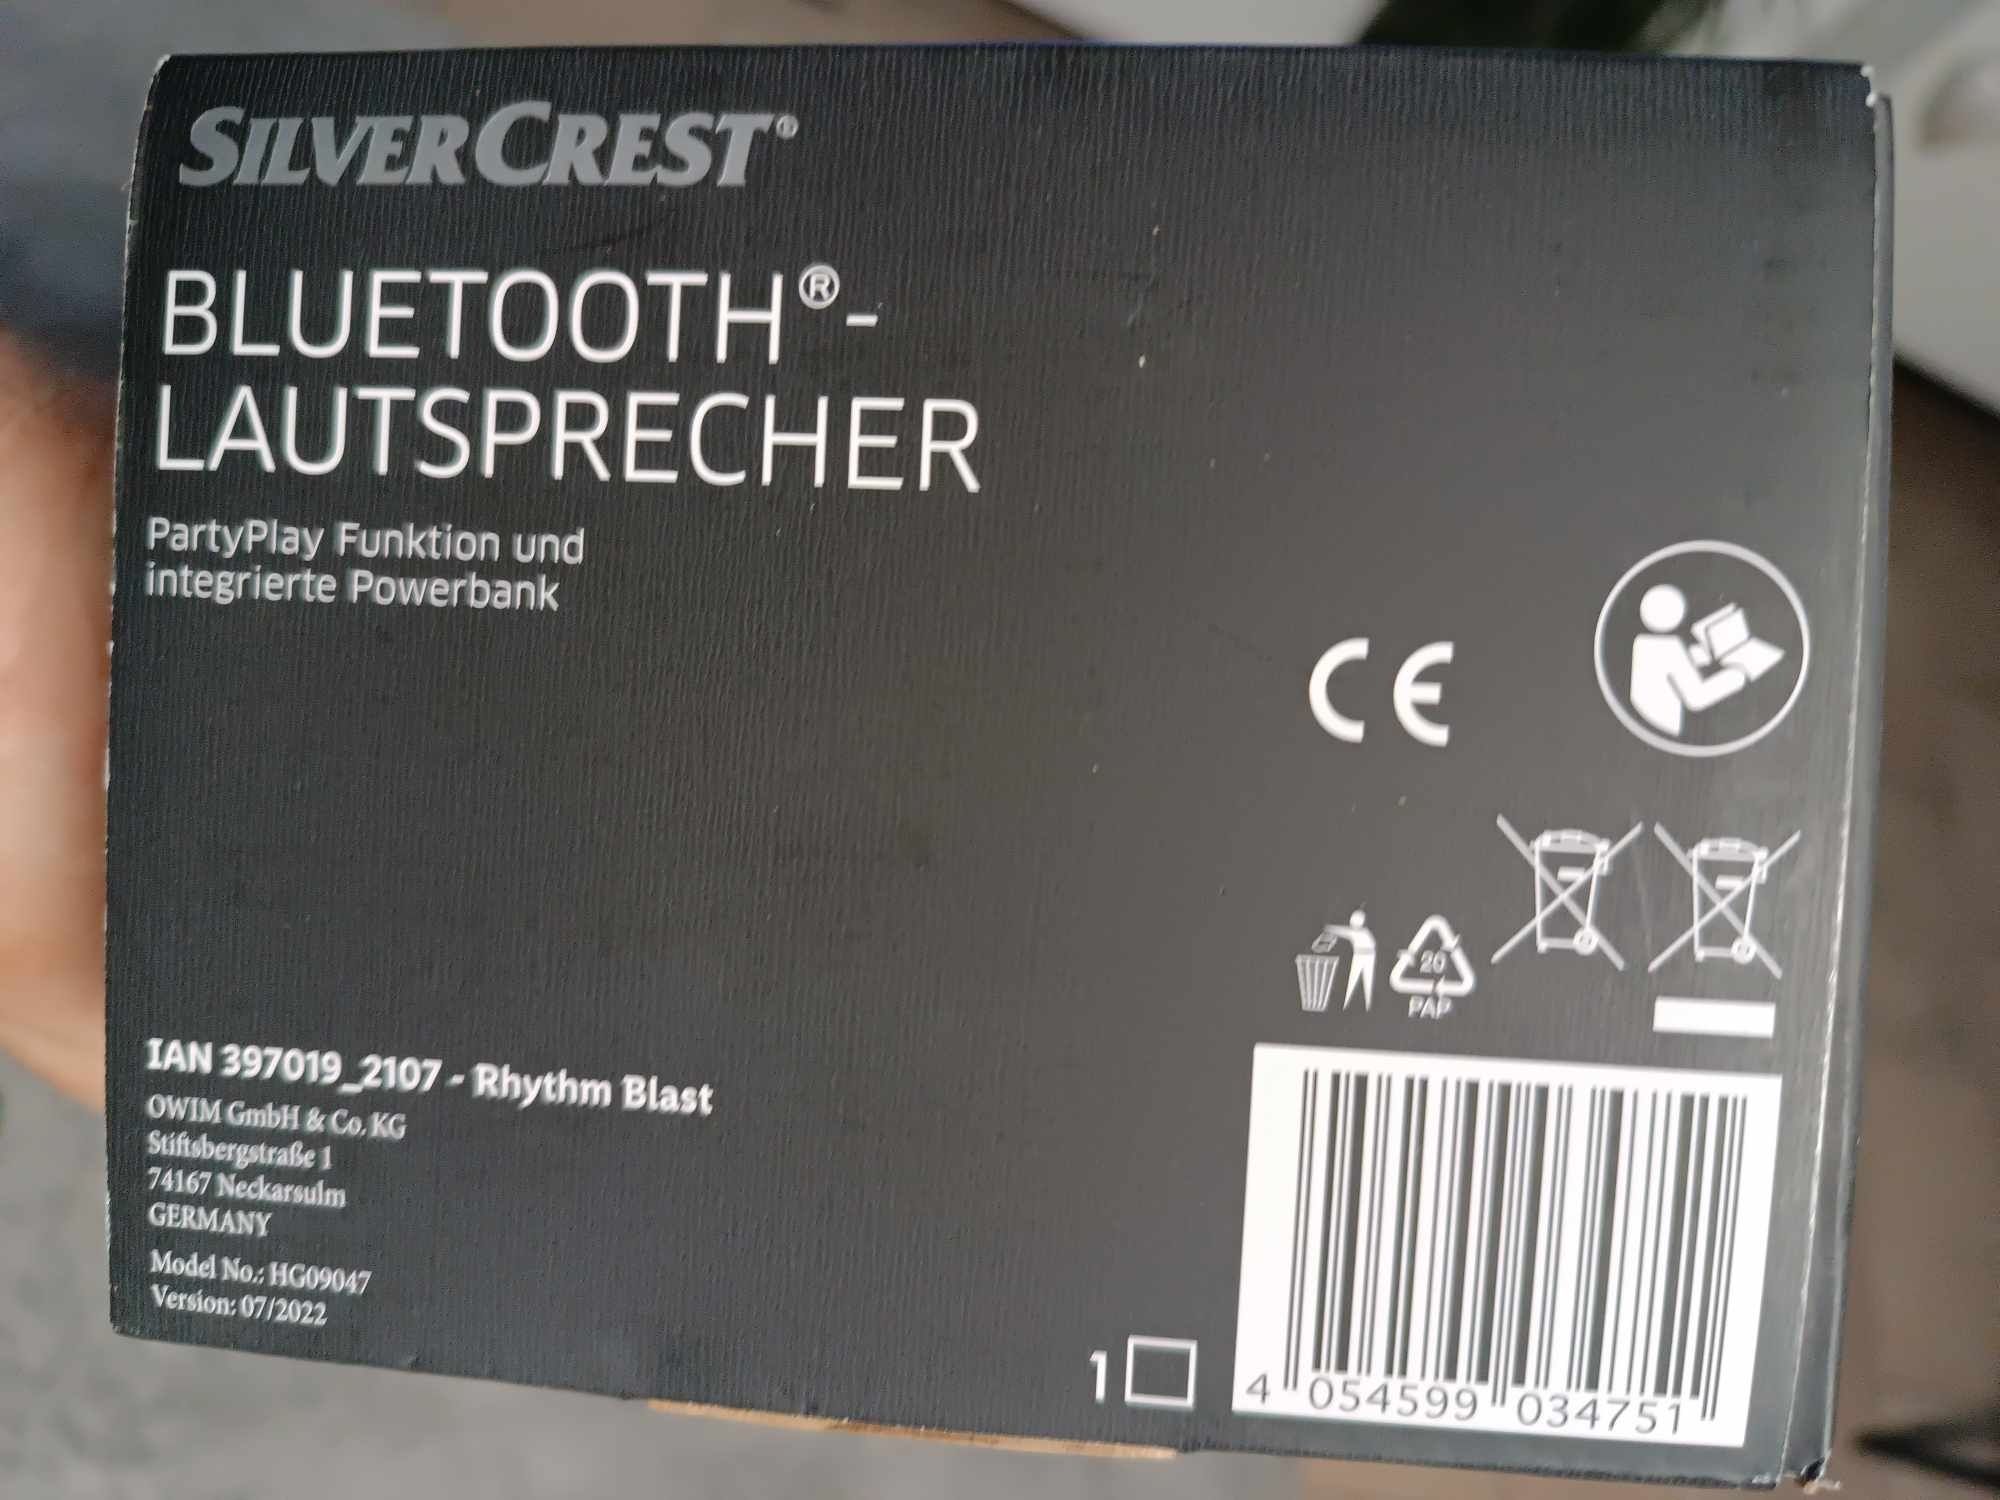 SILVERCREST®
BLUETOOTH®-
LAUTSPRECHER
PartyPlay Funktion und
integrierte Powerbank
CE
20
PAP
IAN 397019_2107 - Rhythm Blast
OWIM GmbH & Co. KG
Stiftsbergstraße 1
74167 Neckarsulm
GERMANY
Model No.: HG09047
Version: 07/2022
1
4 054599 034751